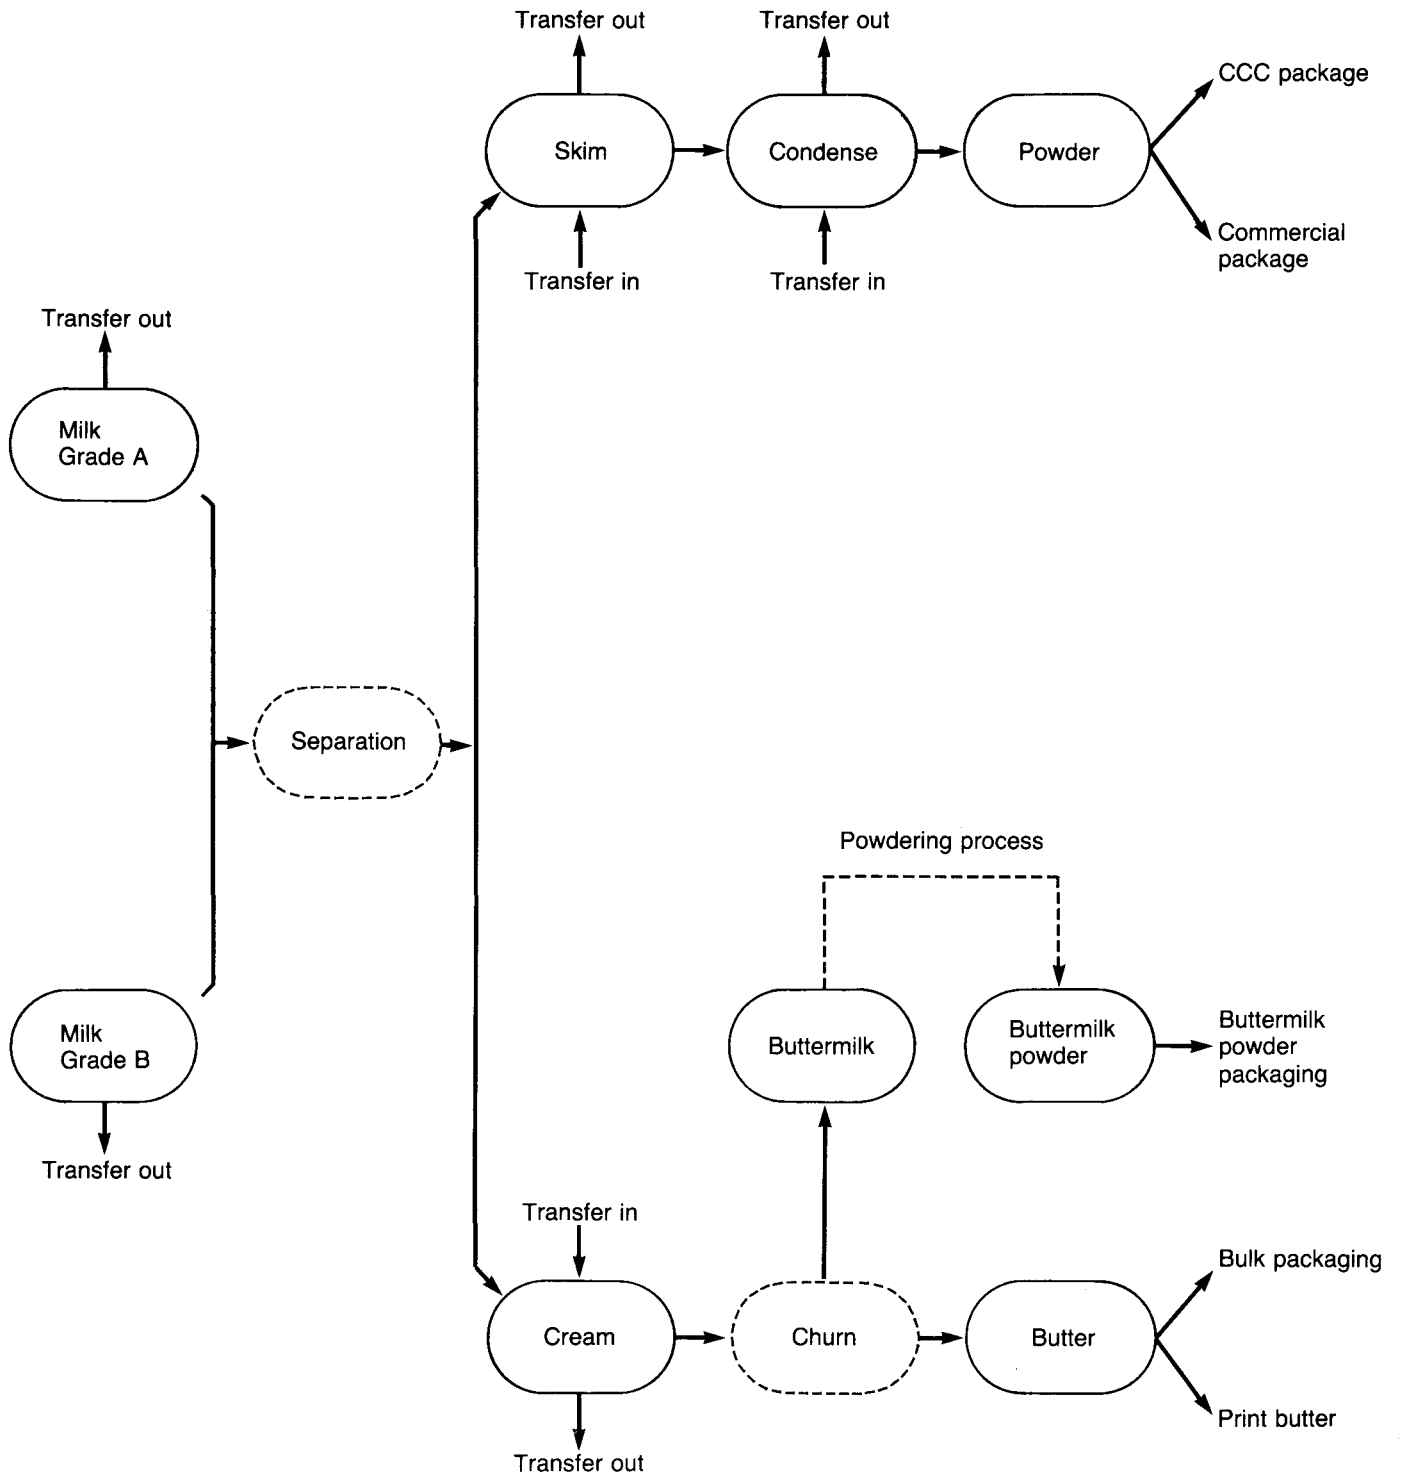 Transfer out
Transfer out
CCC package
Skim
Condense
Powder
Commercial
package
Transfer in
Transfer in
Transfer out
Milk
Grade A
Separation
Powdering process
Milk
Grade B
Buttermilk
Buttermilk
powder
Buttermilk
powder
packaging
Transfer out
Transfer in
Bulk packaging
Cream
Churn
Butter
Print butter
Transfer out